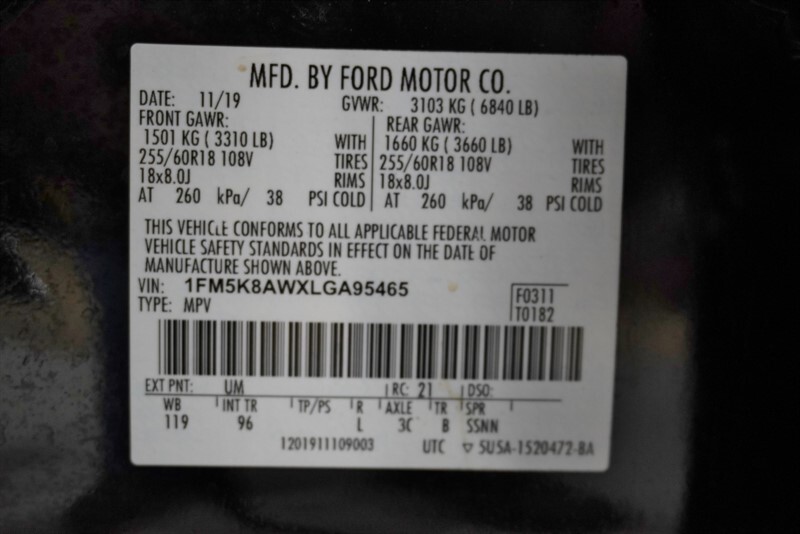 MFD. BY FORD MOTOR CO.
DATE: 11/19 GVWR: 3103 KG ( 6840 LB)
FRONT GAWR: REAR GAWR:
1501 KG ( 3310 LB) WITH 1660 KG ( 3660 LB) WITH
255/60R18 108V TIRES 255/60R18 108V TIRES
18x8.0J RIMS 18x8.0J RIMS
AT 260 kPa/ 38 PSI COLD AT 260 kPa/ 38 PSI COLD
THIS VEHICLE CONFORMS TO ALL APPLICABLE FEDERAL MOTOR
VEHICLE SAFETY STANDARDS IN EFFECT ON THE DATE OF
MANUFACTURE SHOWN ABOVE.
VIN: 1FM5K8AWXLGA95465 F0311
TYPE: MPV T0182
EXT PNT: UM RC: 21 DSO:
WB INT TR TP/PS R AXLE TR SPR
119 96 L 3C B SSNN
1201911109003 UTC ▽ 5U5A-1520472-BA